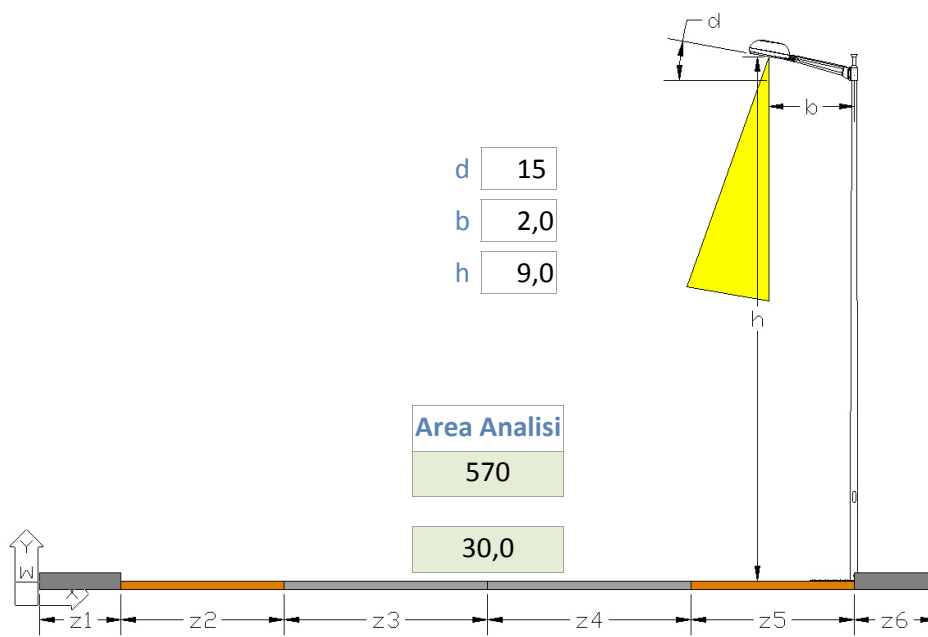 d
b
d 15
b 2,0
h 9,0
h
Area Analisi
570
30,0
Y
W
X
z1 z2 z3 z4 z5 z6